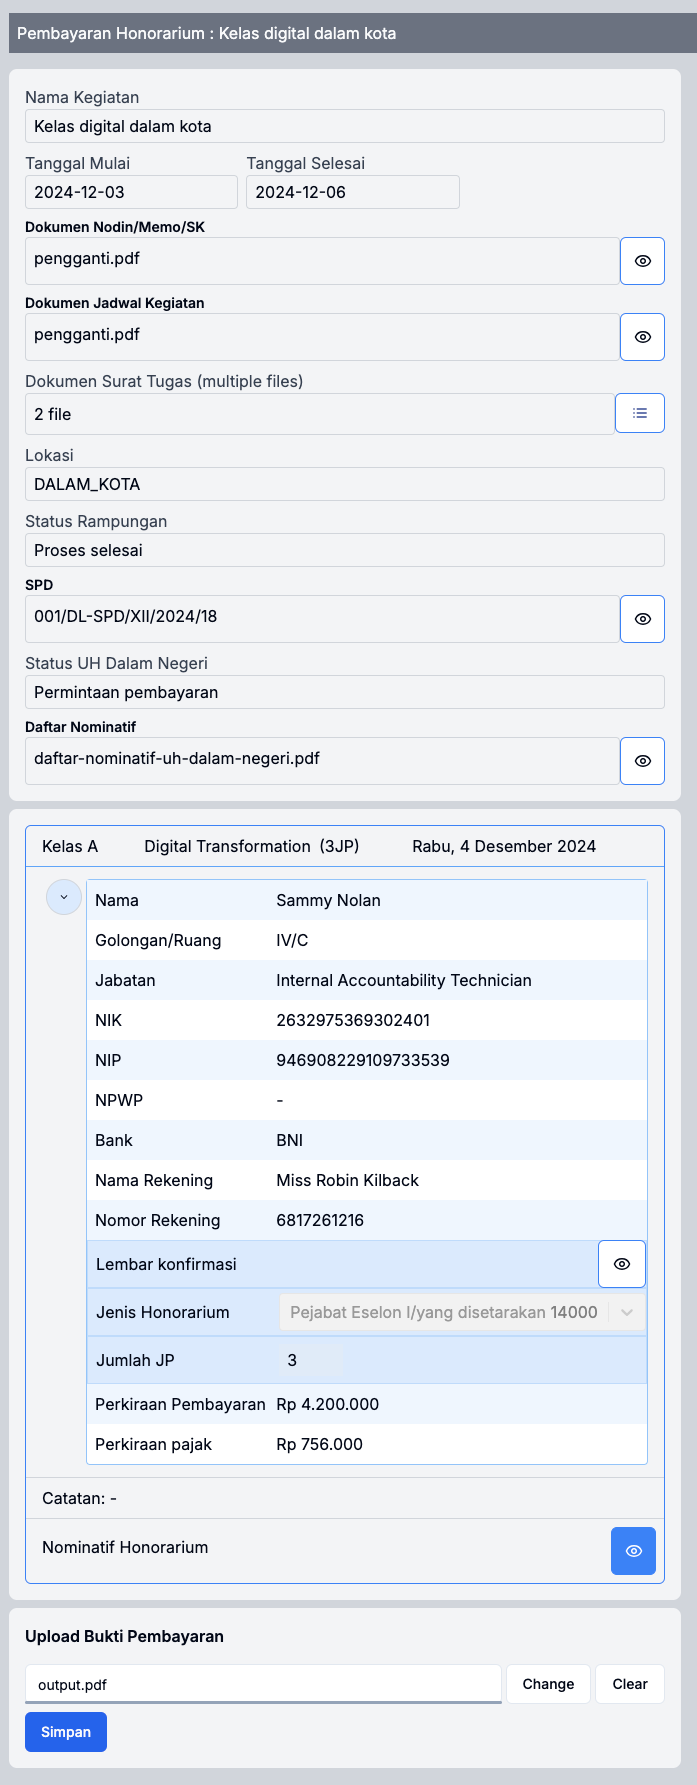 Pembayaran Honorarium : Kelas digital dalam kota
Nama Kegiatan
Kelas digital dalam kota
Tanggal Mulai Tanggal Selesai
2024-12-03 2024-12-06
Dokumen Nodin/Memo/SK
pengganti.pdf
Dokumen Jadwal Kegiatan
pengganti.pdf
Dokumen Surat Tugas (multiple files)
2 file
Lokasi
DALAM_KOTA
Status Rampungan
Proses selesai
SPD
001/DL-SPD/XII/2024/18
Status UH Dalam Negeri
Permintaan pembayaran
Daftar Nominatif
daftar-nominatif-uh-dalam-negeri.pdf
Kelas A Digital Transformation (3JP) Rabu, 4 Desember 2024
Nama Sammy Nolan
Golongan/Ruang IV/C
Jabatan Internal Accountability Technician
NIK 2632975369302401
NIP 946908229109733539
NPWP -
Bank BNI
Nama Rekening Miss Robin Kilback
Nomor Rekening 6817261216
Lembar konfirmasi
Jenis Honorarium Pejabat Eselon I/yang disetarakan 14000
Jumlah JP 3
Perkiraan Pembayaran Rp 4.200.000
Perkiraan pajak Rp 756.000
Catatan: -
Nominatif Honorarium
Upload Bukti Pembayaran
output.pdf Change Clear
Simpan